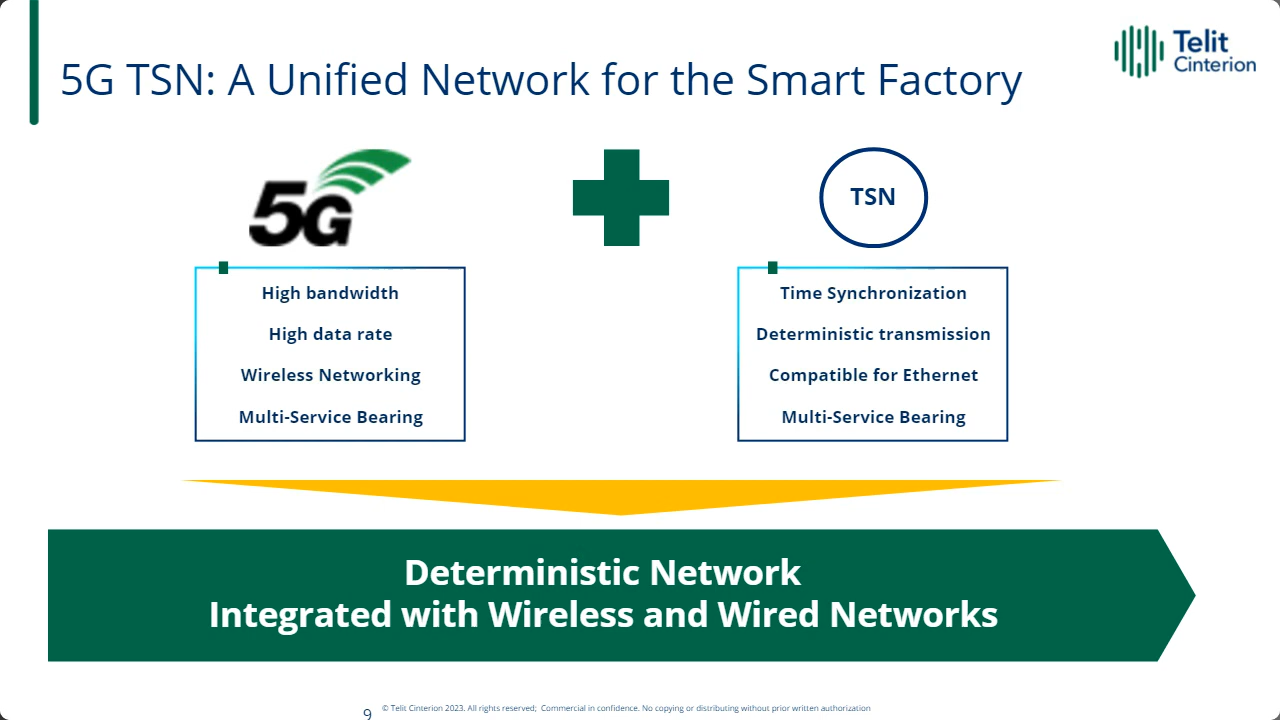 5G TSN: A Unified Network for the Smart Factory
Telit
Cinterion
5G
TSN
High bandwidth
High data rate
Wireless Networking
Multi-Service Bearing
Time Synchronization
Deterministic transmission
Compatible for Ethernet
Multi-Service Bearing
Deterministic Network
Integrated with Wireless and Wired Networks
9
© Telit Cinterion 2023. All rights reserved;  Commercial in confidence. No copying or distributing without prior written authorization